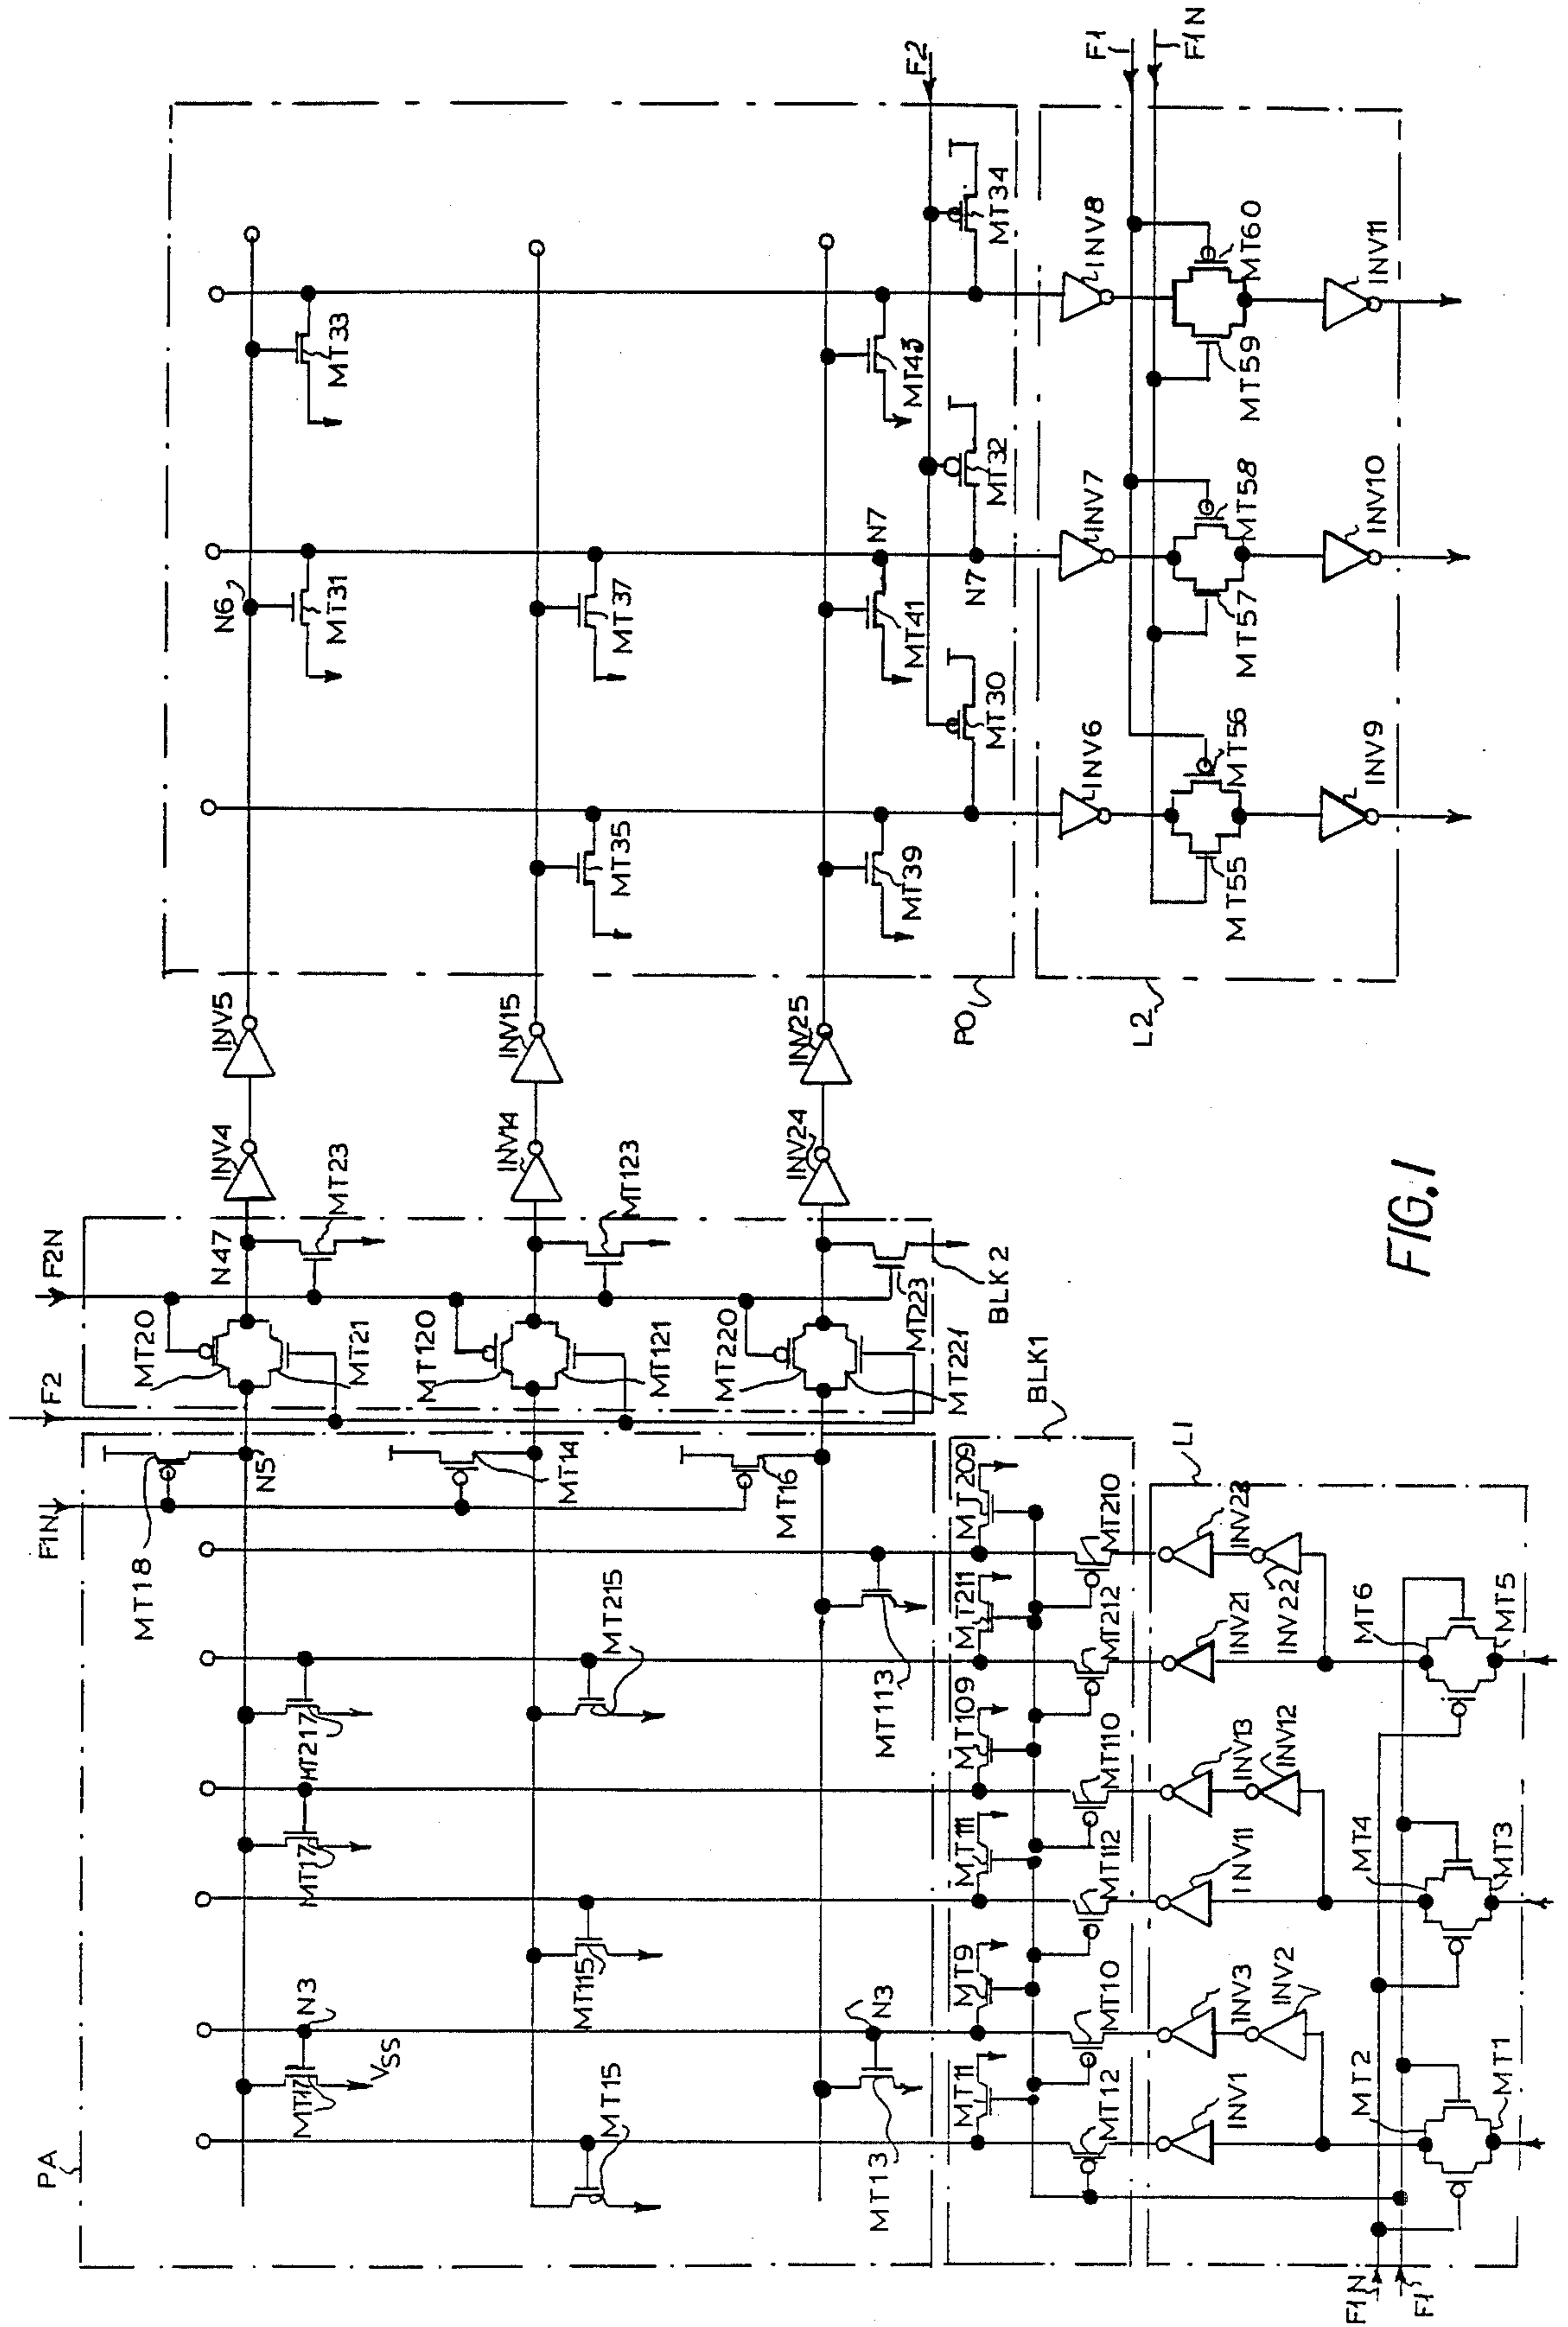 F1
F1N
F2
MT34
MT33
INV8
MT60
INV11
MT43
MT59
MT32
N7
INV7
MT58
INV10
N6
MT31
MT37
MT41
N7
MT57
MT30
INV6
MT56
INV9
MT35
MT39
MT55
INV5
INV15
INV25
PO
L2
INV4
MT23
INV14
MT123
INV24
F2N
N47
MT223
BLK2
MT20
MT21
MT120
MT121
MT220
MT221
F2
FIG.1
F1N
MT18
N5
MT14
MT16
BLK1
MT209
MT210
L1
INV23
INV22
MT215
MT113
MT211
MT212
INV21
MT6
MT5
MT217
MT109
MT110
INV13
INV12
MT17
MT111
MT112
INV11
MT4
MT3
MT115
N3
N3
MT9
MT10
INV3
INV2
MT17
VSS
MT15
MT13
MT11
MT12
INV1
MT2
MT1
PA
F1N
F1